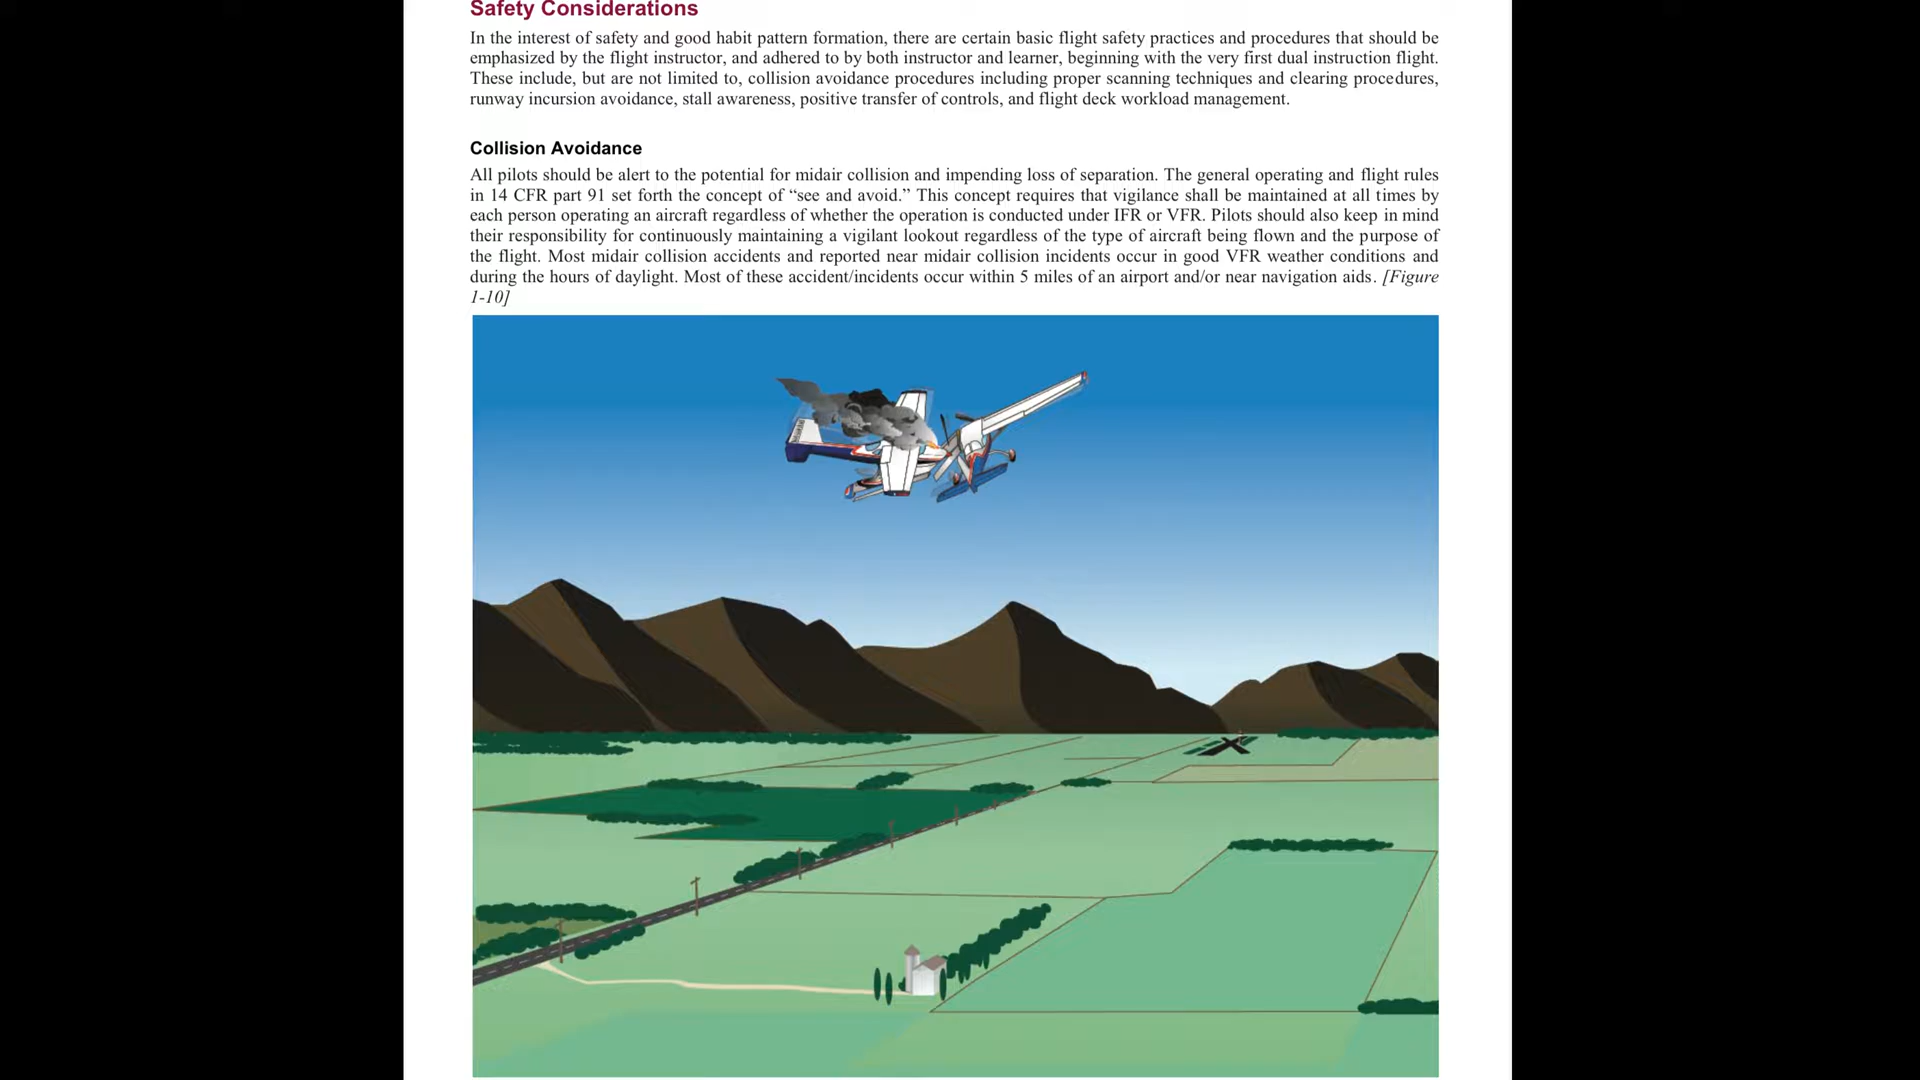 Safety Considerations
In the interest of safety and good habit pattern formation, there are certain basic flight safety practices and procedures that should be
emphasized by the flight instructor, and adhered to by both instructor and learner, beginning with the very first dual instruction flight.
These include, but are not limited to, collision avoidance procedures including proper scanning techniques and clearing procedures,
runway incursion avoidance, stall awareness, positive transfer of controls, and flight deck workload management.
Collision Avoidance
All pilots should be alert to the potential for midair collision and impending loss of separation. The general operating and flight rules
in 14 CFR part 91 set forth the concept of “see and avoid.” This concept requires that vigilance shall be maintained at all times by
each person operating an aircraft regardless of whether the operation is conducted under IFR or VFR. Pilots should also keep in mind
their responsibility for continuously maintaining a vigilant lookout regardless of the type of aircraft being flown and the purpose of
the flight. Most midair collision accidents and reported near midair collision incidents occur in good VFR weather conditions and
during the hours of daylight. Most of these accident/incidents occur within 5 miles of an airport and/or near navigation aids. [Figure
1-10]